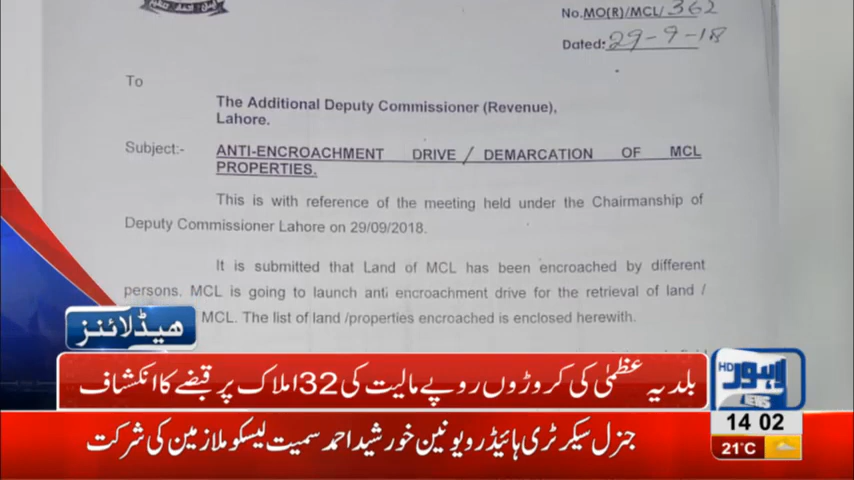 No.MO(R)/MCL/362
Dated: 29-9-18
To
The Additional Deputy Commissioner (Revenue),
Lahore.
Subject:- ANTI-ENCROACHMENT DRIVE / DEMARCATION OF MCL
PROPERTIES.
This is with reference of the meeting held under the Chairmanship of
Deputy Commissioner Lahore on 29/09/2018.
It is submitted that Land of MCL has been encroached by different
persons. MCL is going to launch anti encroachment drive for the retrieval of land /
MCL. The list of land /properties encroached is enclosed herewith.
ہیڈلائنز
بلدیہ عظمیٰ کی کروڑوں روپے مالیت کی 32 املاک پر قبضے کا انکشاف
جنرل سیکرٹری ہائیڈرو یونین خورشید احمد سمیت لیسکو ملازمین کی شرکت
HD
لاہور
NEWS
14 02
21°C